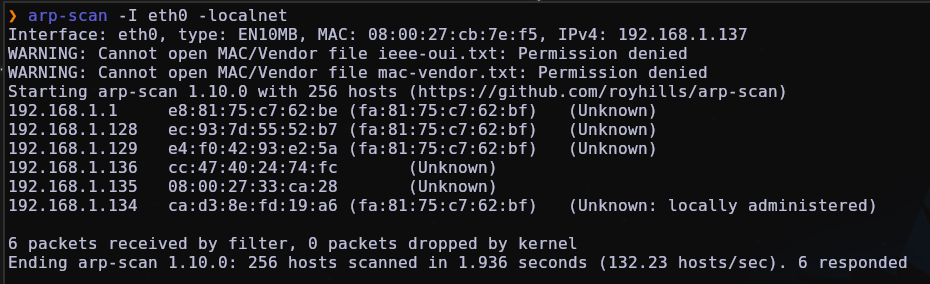 ❯ arp-scan -I eth0 -localnet
Interface: eth0, type: EN10MB, MAC: 08:00:27:cb:7e:f5, IPv4: 192.168.1.137
WARNING: Cannot open MAC/Vendor file ieee-oui.txt: Permission denied
WARNING: Cannot open MAC/Vendor file mac-vendor.txt: Permission denied
Starting arp-scan 1.10.0 with 256 hosts (https://github.com/royhills/arp-scan)
192.168.1.1     e8:81:75:c7:62:be (fa:81:75:c7:62:bf)   (Unknown)
192.168.1.128   ec:93:7d:55:52:b7 (fa:81:75:c7:62:bf)   (Unknown)
192.168.1.129   e4:f0:42:93:e2:5a (fa:81:75:c7:62:bf)   (Unknown)
192.168.1.136   cc:47:40:24:74:fc       (Unknown)
192.168.1.135   08:00:27:33:ca:28       (Unknown)
192.168.1.134   ca:d3:8e:fd:19:a6 (fa:81:75:c7:62:bf)   (Unknown: locally administered)
6 packets received by filter, 0 packets dropped by kernel
Ending arp-scan 1.10.0: 256 hosts scanned in 1.936 seconds (132.23 hosts/sec). 6 responded